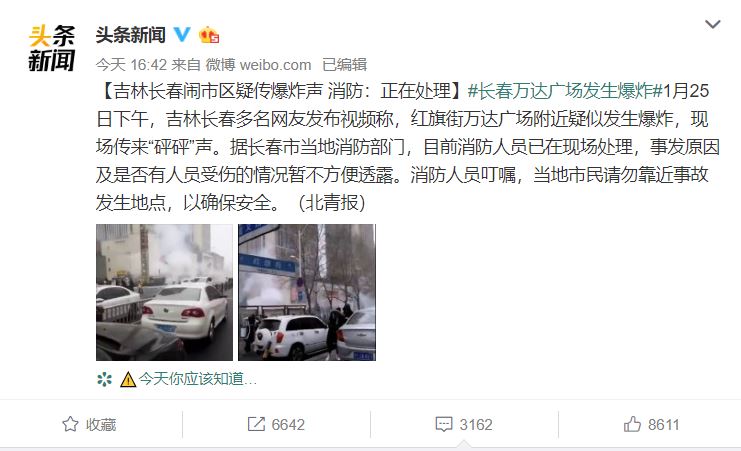 头条
新闻
头条新闻
今天 16:42 来自 微博 weibo.com 已编辑
【吉林长春闹市区疑传爆炸声 消防：正在处理】#长春万达广场发生爆炸#1月25
日下午，吉林长春多名网友发布视频称，红旗街万达广场附近疑似发生爆炸，现
场传来“砰砰”声。据长春市当地消防部门，目前消防人员已在现场处理，事发原因
及是否有人员受伤的情况暂不方便透露。消防人员叮嘱，当地市民请勿靠近事故
发生地点，以确保安全。（北青报）
今天你应该知道...
收藏
6642
3162
8611